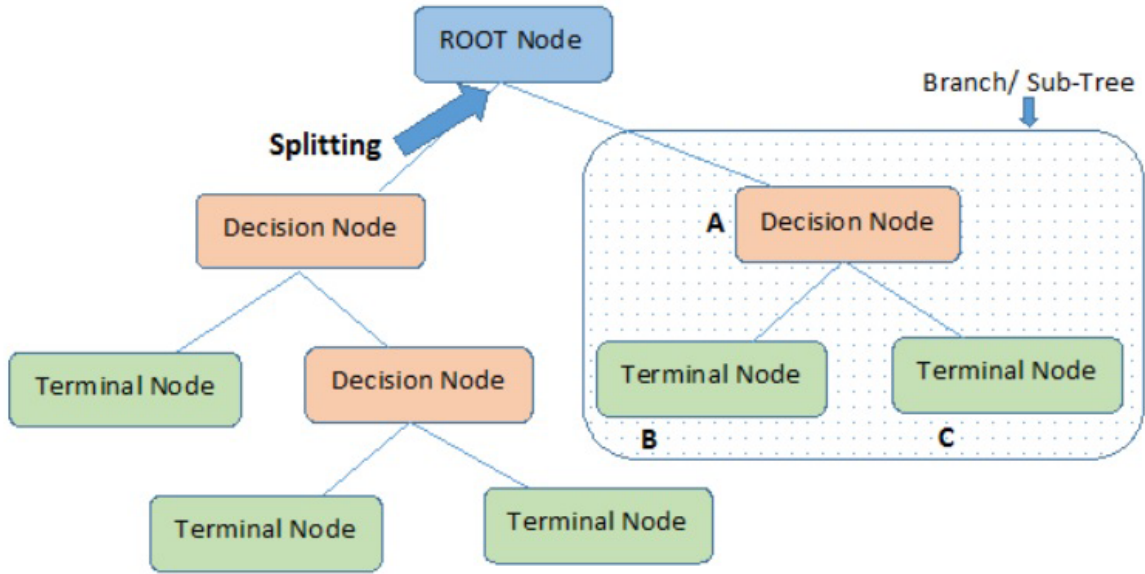 ROOT Node
Branch/ Sub-Tree
Splitting
Decision Node
A
Decision Node
Terminal Node
Decision Node
Terminal Node
Terminal Node
B
C
Terminal Node
Terminal Node